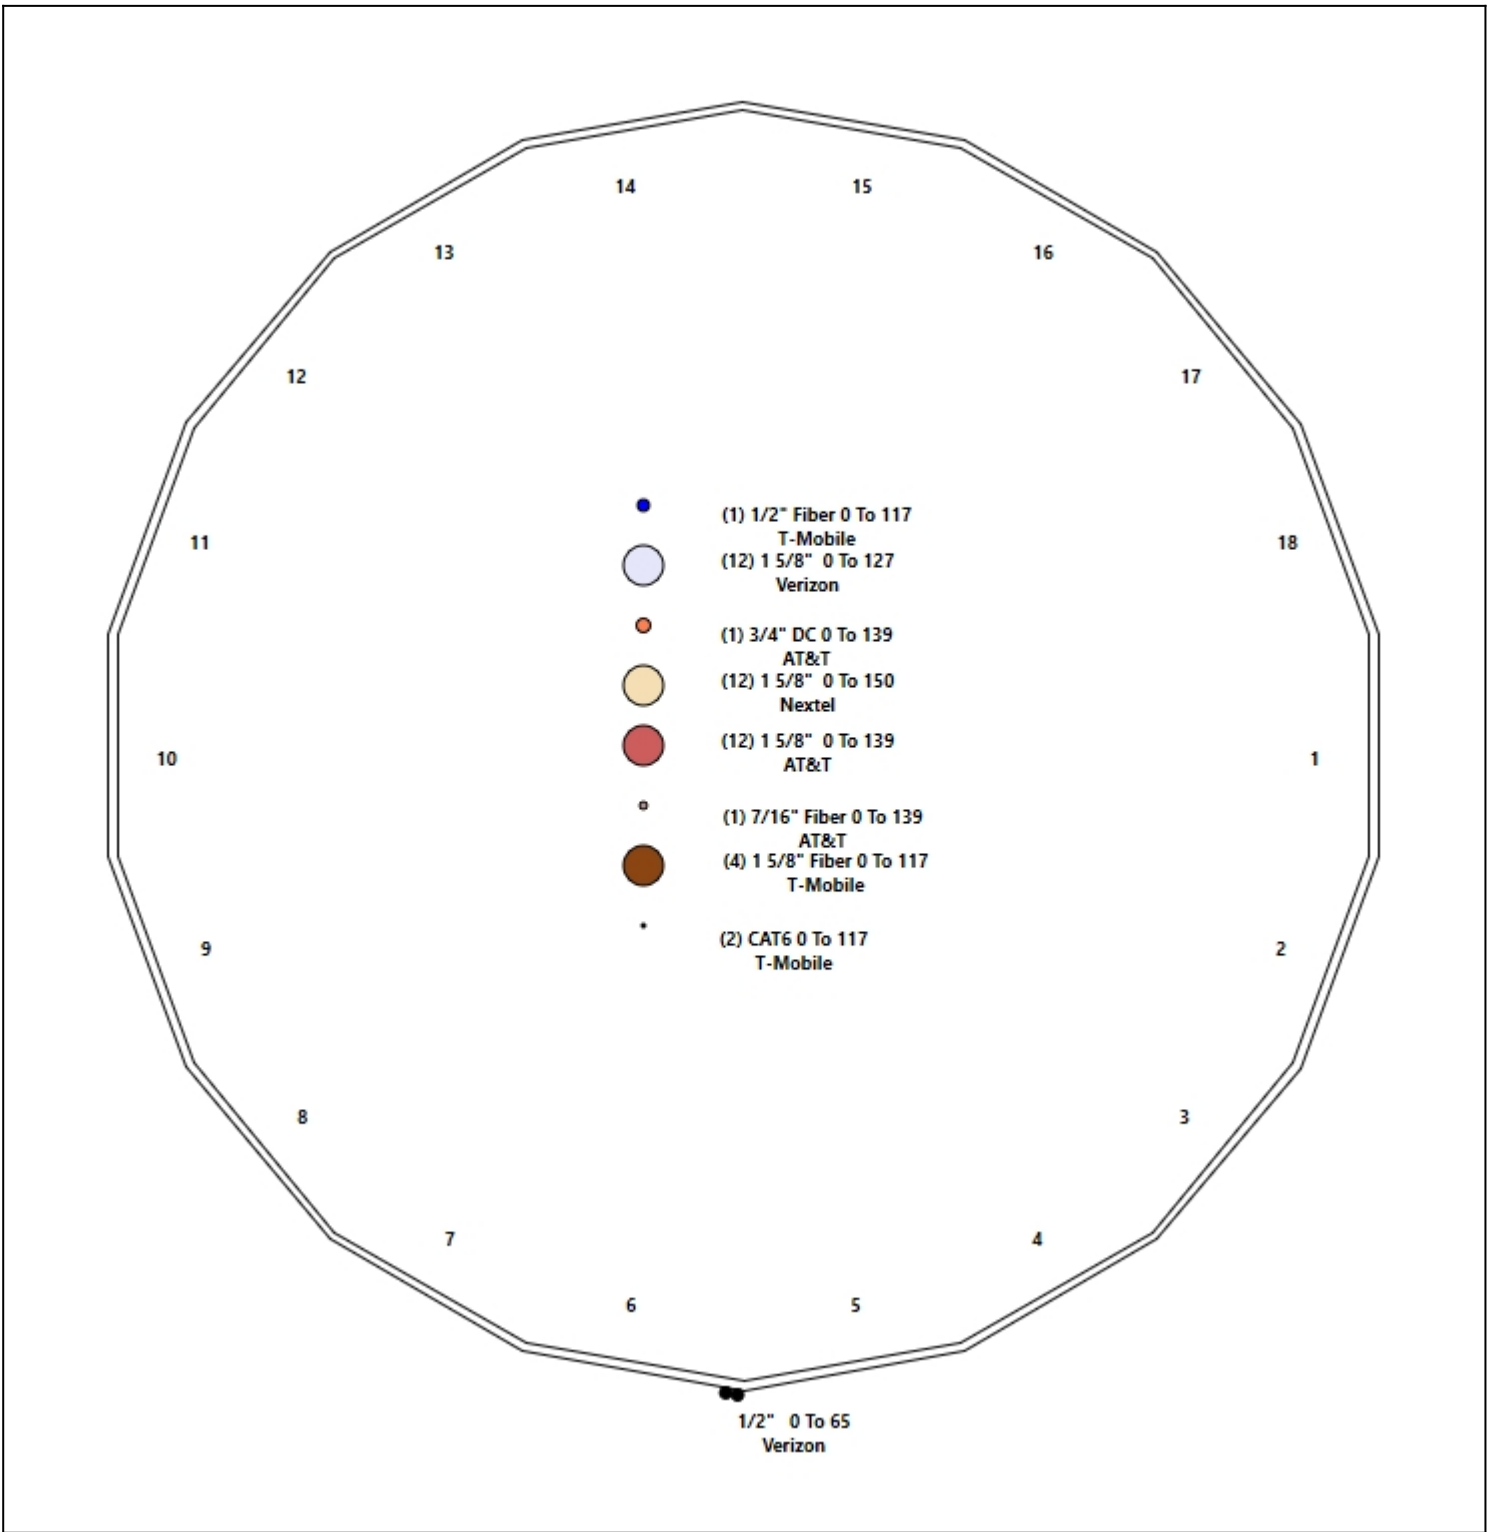 14
15
13
16
12
17
(1) 1/2" Fiber 0 To 117
T-Mobile
11
18
(12) 1 5/8"  0 To 127
Verizon
(1) 3/4" DC 0 To 139
AT&T
(12) 1 5/8"  0 To 150
Nextel
(12) 1 5/8"  0 To 139
AT&T
10
1
(1) 7/16" Fiber 0 To 139
AT&T
(4) 1 5/8" Fiber 0 To 117
T-Mobile
(2) CAT6 0 To 117
T-Mobile
9
2
8
3
7
4
6
5
1/2"   0 To 65
Verizon